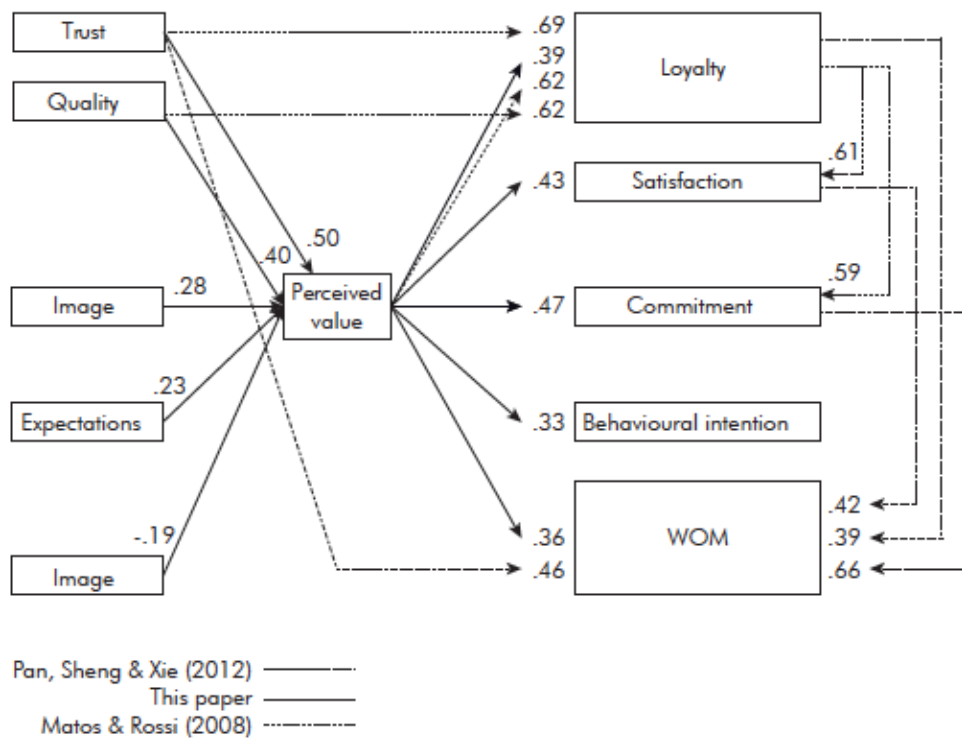 Trust
Quality
Image
Expectations
Image
.50
.40
.28
.23
-.19
Perceived
value
.69
.39
.62
.62
.43
.47
.33
.36
.46
Loyalty
Satisfaction
Commitment
Behavioural intention
WOM
.61
.59
.42
.39
.66
Pan, Sheng & Xie (2012)
This paper
Matos & Rossi (2008)